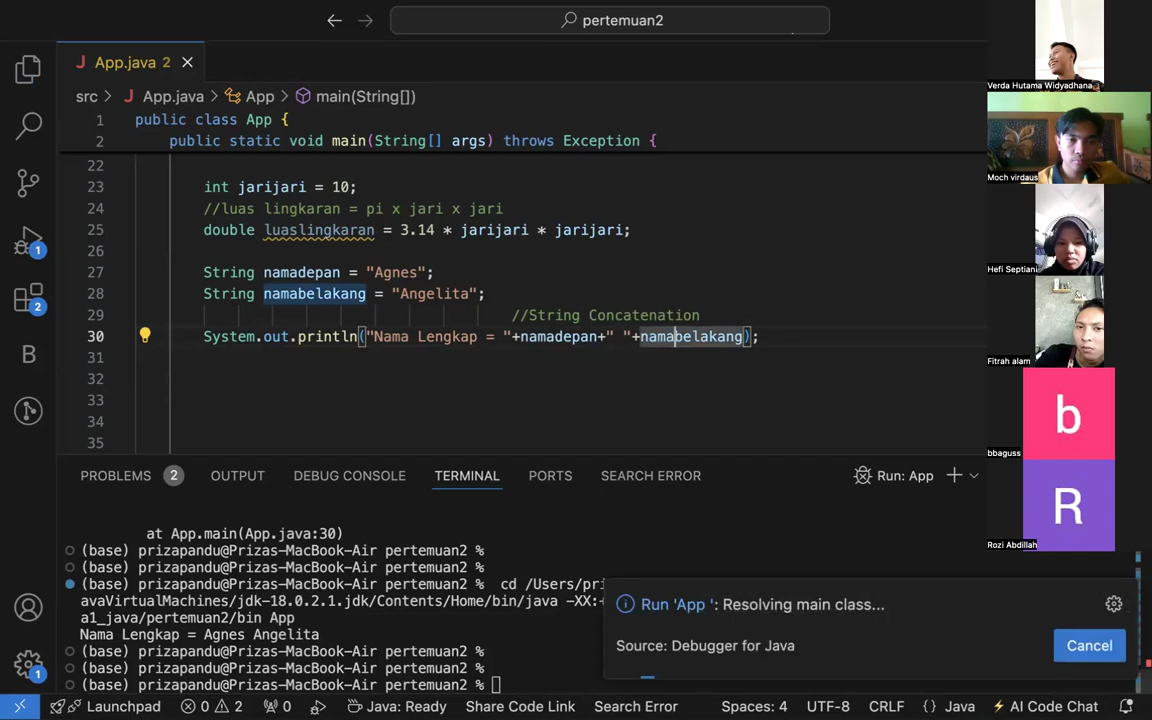 pertemuan2
App.java 2
src > App.java > App > main(String[])
1 public class App {
2 public static void main(String[] args) throws Exception {
22
23 int jarijari = 10;
24 //luas lingkaran = pi x jari x jari
25 double luaslingkaran = 3.14 * jarijari * jarijari;
26
27 String namadepan = "Agnes";
28 String namabelakang = "Angelita";
29 //String Concatenation
30 System.out.println("Nama Lengkap = "+namadepan+" "+namabelakang);
31
32
33
34
35
PROBLEMS 2 OUTPUT DEBUG CONSOLE TERMINAL PORTS SEARCH ERROR Run: App
at App.main(App.java:30)
(base) prizapandu@Prizas-MacBook-Air pertemuan2 %
(base) prizapandu@Prizas-MacBook-Air pertemuan2 %
(base) prizapandu@Prizas-MacBook-Air pertemuan2 % cd /Users/pri
avaVirtualMachines/jdk-18.0.2.1.jdk/Contents/Home/bin/java -XX:+
a1_java/pertemuan2/bin App
Nama Lengkap = Agnes Angelita
(base) prizapandu@Prizas-MacBook-Air pertemuan2 %
(base) prizapandu@Prizas-MacBook-Air pertemuan2 %
(base) prizapandu@Prizas-MacBook-Air pertemuan2 %
Run 'App ': Resolving main class...
Source: Debugger for Java
Cancel
1
2
B
1
Launchpad 0 2 0 Java: Ready Share Code Link Search Error Spaces: 4 UTF-8 CRLF {} Java AI Code Chat
Verda Hutama Widyadhana
Moch virdaus
Hefi Septiani
Fitrah alam
b
bbaguss
R
Rozi Abdillah